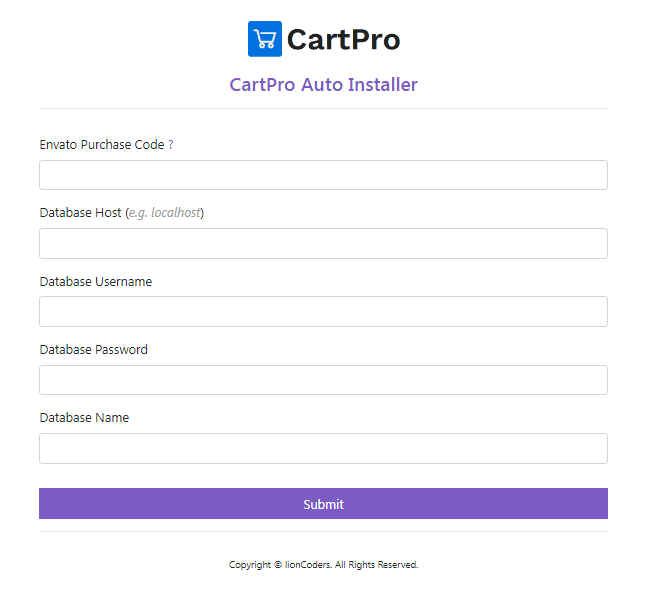 CartPro
CartPro Auto Installer
Envato Purchase Code ?
Database Host (e.g. localhost)
Database Username
Database Password
Database Name
Submit
Copyright © lionCoders. All Rights Reserved.